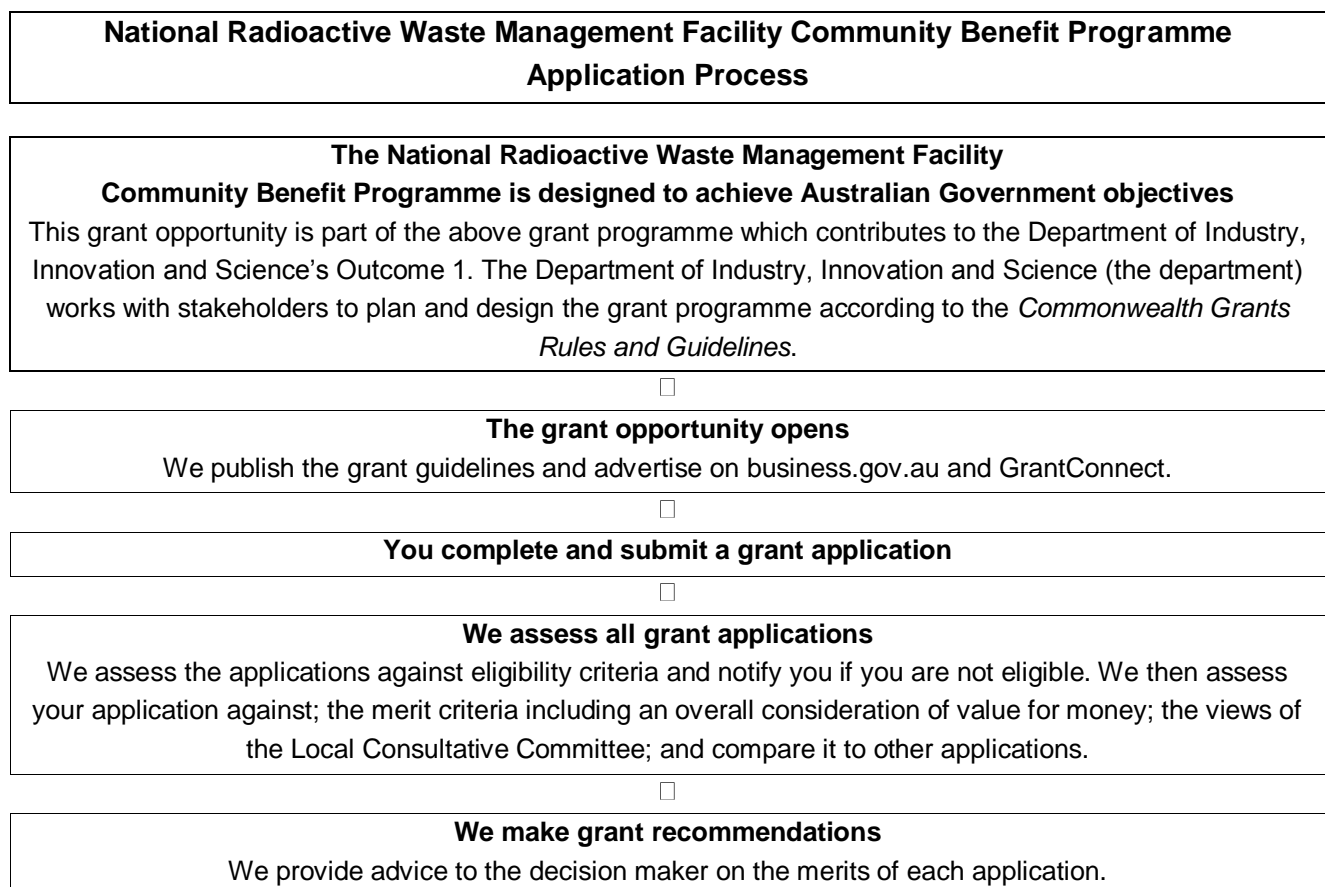 National Radioactive Waste Management Facility Community Benefit Programme
Application Process
The National Radioactive Waste Management Facility
Community Benefit Programme is designed to achieve Australian Government objectives
This grant opportunity is part of the above grant programme which contributes to the Department of Industry,
Innovation and Science’s Outcome 1. The Department of Industry, Innovation and Science (the department)
works with stakeholders to plan and design the grant programme according to the Commonwealth Grants
Rules and Guidelines.
The grant opportunity opens
We publish the grant guidelines and advertise on business.gov.au and GrantConnect.
You complete and submit a grant application
We assess all grant applications
We assess the applications against eligibility criteria and notify you if you are not eligible. We then assess
your application against; the merit criteria including an overall consideration of value for money; the views of
the Local Consultative Committee; and compare it to other applications.
We make grant recommendations
We provide advice to the decision maker on the merits of each application.